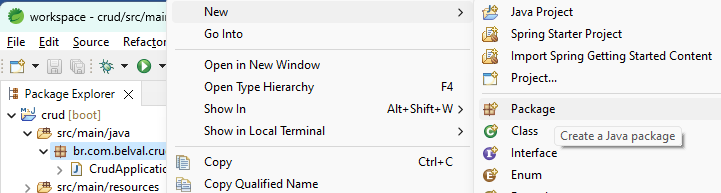 workspace - crud/src/main
File Edit Source Refactor
Package Explorer
crud [boot]
src/main/java
br.com.belval.cru
CrudApplicatio
src/main/resources
New
Go Into
Open in New Window
Open Type Hierarchy F4
Show In Alt+Shift+W
Show in Local Terminal
Copy Ctrl+C
Copy Qualified Name
Java Project
Spring Starter Project
Import Spring Getting Started Content
Project...
Package
Class
Create a Java package
Interface
Enum